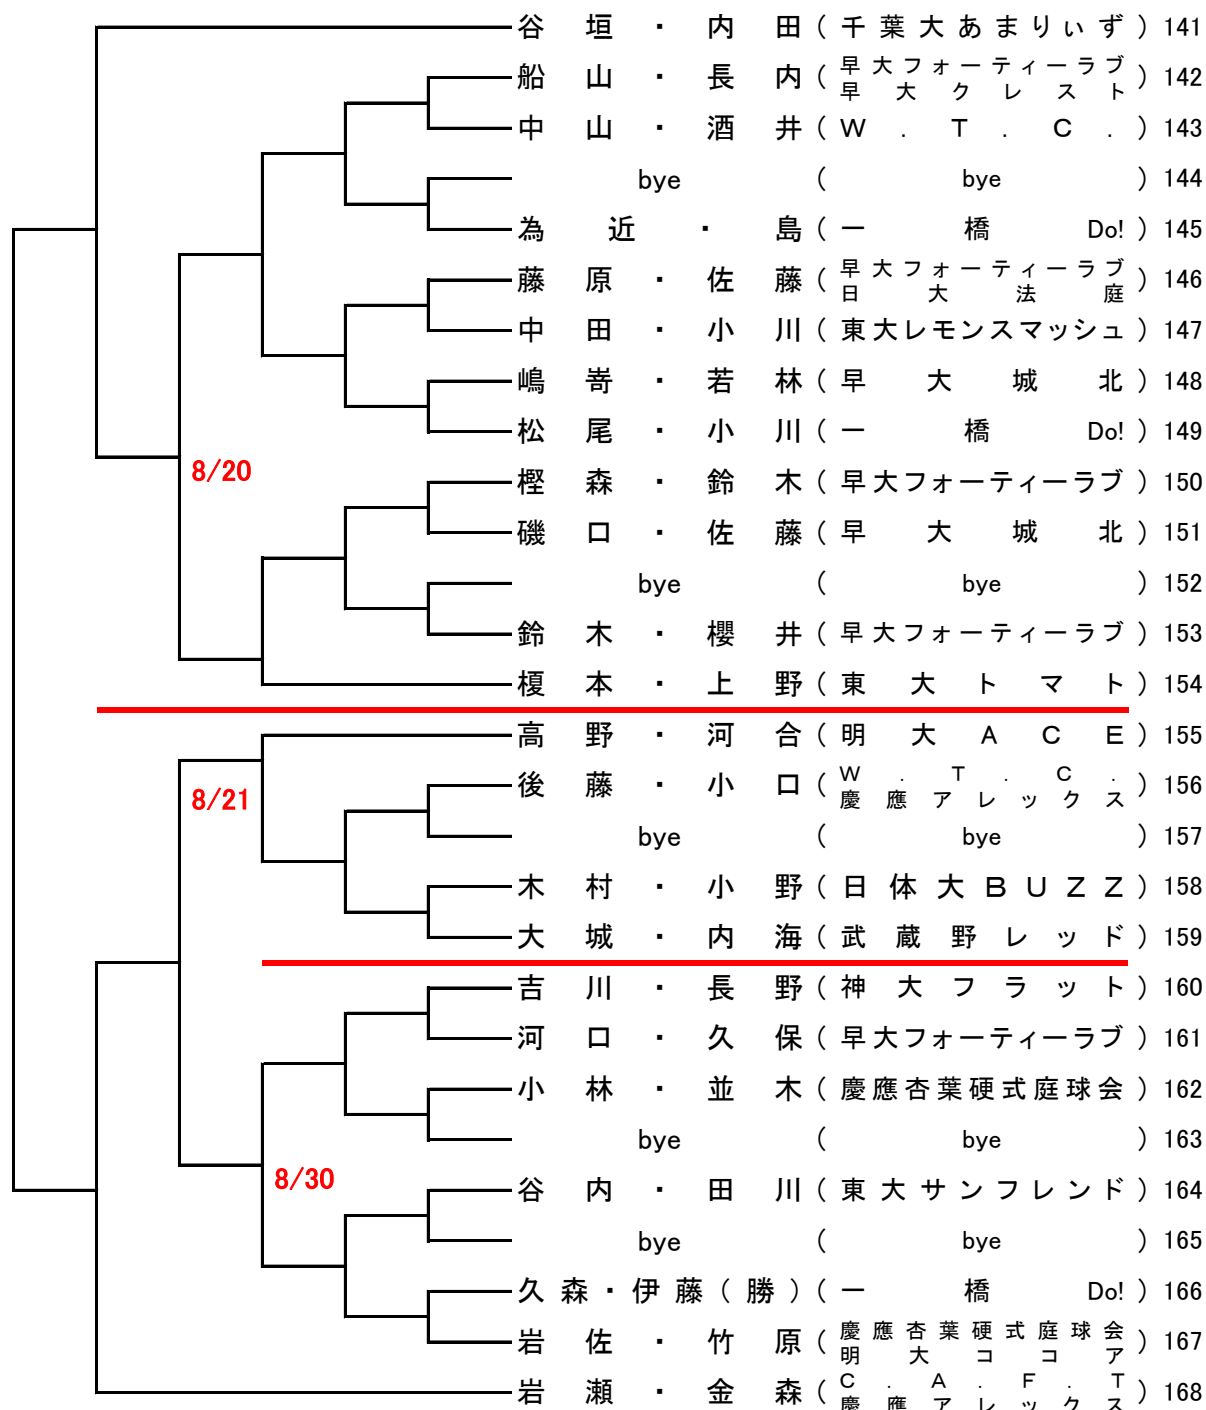 谷垣・内田(千葉大あまりぃず) 141
船山・長内(早大フォーティーラブ 早大クレスト) 142
中山・酒井(W.T.C.) 143
bye ( bye ) 144
為近・島(一橋Do!) 145
藤原・佐藤(早大フォーティーラブ 日大法庭) 146
中田・小川(東大レモンスマッシュ) 147
嶋嵜・若林(早大城北) 148
松尾・小川(一橋Do!) 149
8/20
樫森・鈴木(早大フォーティーラブ) 150
磯口・佐藤(早大城北) 151
bye ( bye ) 152
鈴木・櫻井(早大フォーティーラブ) 153
榎本・上野(東大トマト) 154
高野・河合(明大ACE) 155
8/21
後藤・小口(W.T.C. 慶應アレックス) 156
bye ( bye ) 157
木村・小野(日体大BUZZ) 158
大城・内海(武蔵野レッド) 159
吉川・長野(神大フラット) 160
河口・久保(早大フォーティーラブ) 161
小林・並木(慶應杏葉硬式庭球会) 162
bye ( bye ) 163
8/30
谷内・田川(東大サンフレンド) 164
bye ( bye ) 165
久森・伊藤(勝)(一橋Do!) 166
岩佐・竹原(慶應杏葉硬式庭球会 明大ココア) 167
岩瀬・金森(C.A.F.T 慶應アレックス) 168